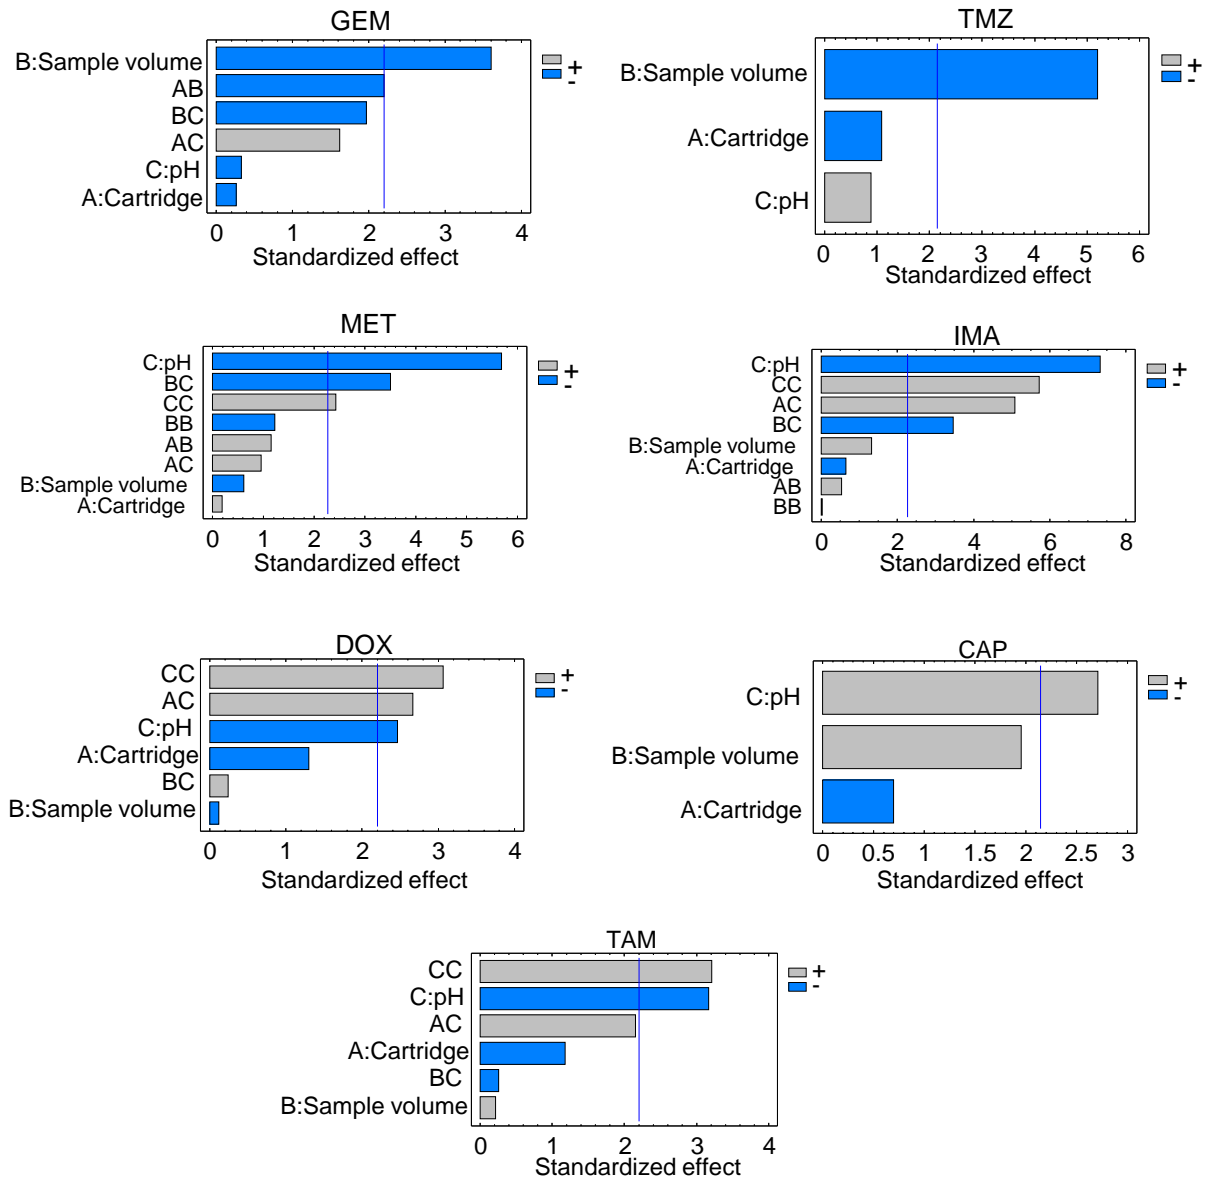 GEM
B:Sample volume
AB
BC
AC
C:pH
A:Cartridge
+
-
0 1 2 3 4
Standardized effect
TMZ
B:Sample volume
A:Cartridge
C:pH
+
-
0 1 2 3 4 5 6
Standardized effect
MET
C:pH
BC
CC
BB
AB
AC
B:Sample volume
A:Cartridge
+
-
0 1 2 3 4 5 6
Standardized effect
IMA
C:pH
CC
AC
BC
B:Sample volume
A:Cartridge
AB
BB
+
-
0 2 4 6 8
Standardized effect
DOX
CC
AC
C:pH
A:Cartridge
BC
B:Sample volume
+
-
0 1 2 3 4
Standardized effect
CAP
C:pH
B:Sample volume
A:Cartridge
+
-
0 0.5 1 1.5 2 2.5 3
Standardized effect
TAM
CC
C:pH
AC
A:Cartridge
BC
B:Sample volume
+
-
0 1 2 3 4
Standardized effect